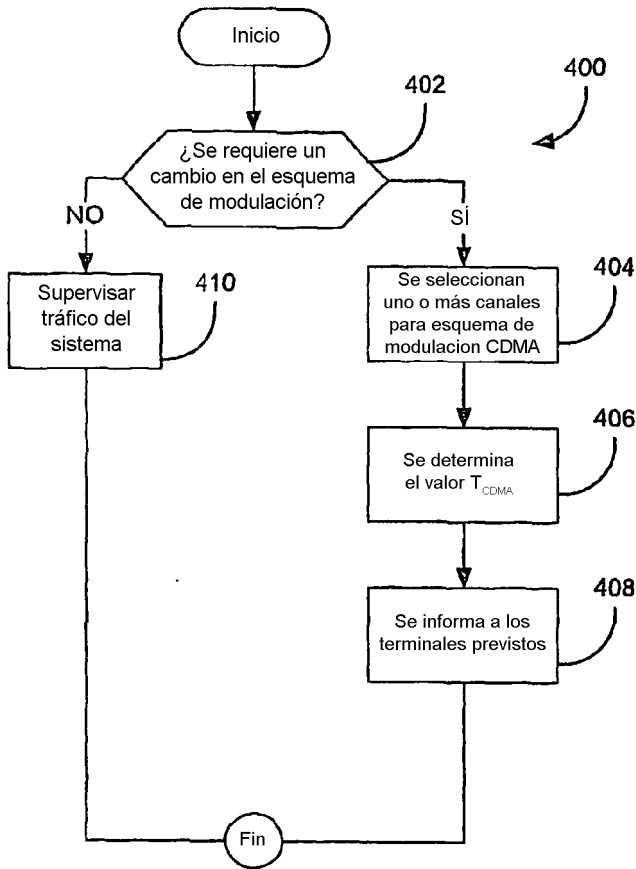 Inicio
402
400
¿Se requiere un
cambio en el esquema
de modulación?
NO
SÍ
410
Supervisar
tráfico del
sistema
404
Se seleccionan
uno o más canales
para esquema de
modulacion CDMA
406
Se determina
el valor T_CDMA
408
Se informa a los
terminales previstos
Fin